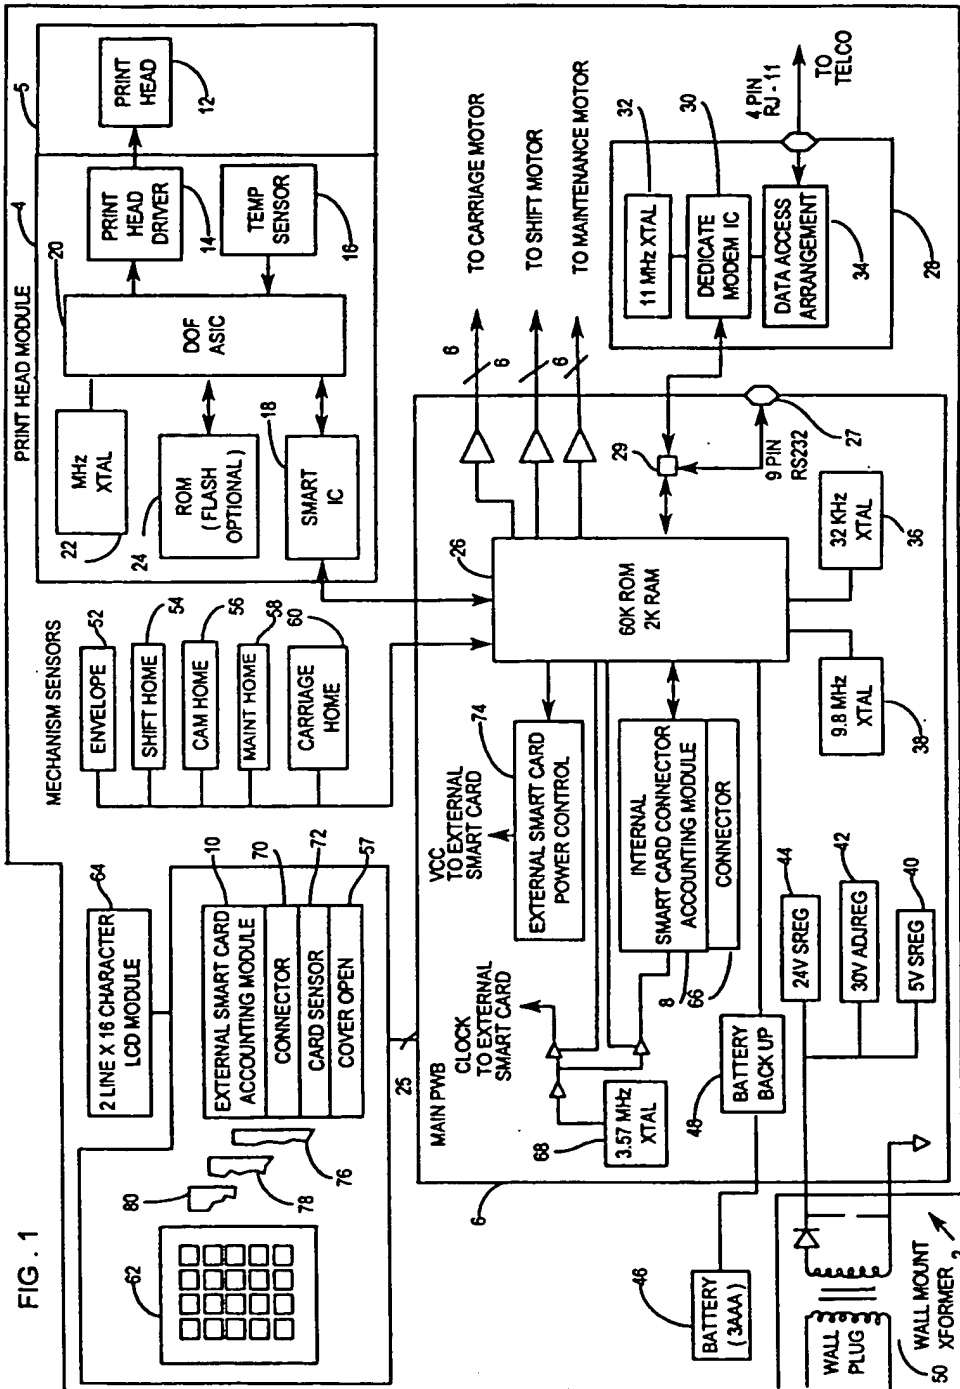 FIG . 1
62
80
78
76
2 LINE X 16 CHARACTER
LCD MODULE
64
EXTERNAL SMART CARD
ACCOUNTING MODULE
CONNECTOR
CARD SENSOR
COVER OPEN
10
70
72
57
25
MECHANISM SENSORS
ENVELOPE
SHIFT HOME
CAM HOME
MAINT HOME
CARRIAGE
HOME
52
54
56
58
60
PRINT HEAD MODULE
4
5
20
MHz
XTAL
22
ROM
( FLASH
OPTIONAL)
24
SMART
IC
18
DOF
ASIC
PRINT
HEAD
DRIVER
14
TEMP
SENSOR
16
PRINT
HEAD
12
MAIN PWB
6
CLOCK
TO EXTERNAL
SMART CARD
VCC
TO EXTERNAL
SMART CARD
74
EXTERNAL SMART CARD
POWER CONTROL
INTERNAL
SMART CARD CONNECTOR
ACCOUNTING MODULE
CONNECTOR
8
66
3.57 MHz
XTAL
68
BATTERY
BACK UP
48
BATTERY
( 3AAA)
46
26
60K ROM
2K RAM
29
9 PIN
RS232
27
32 KHz
XTAL
36
9.8 MHz
XTAL
38
24V SREG
44
30V ADJREG
42
5V SREG
40
6
6
6
TO CARRIAGE MOTOR
TO SHIFT MOTOR
TO MAINTENANCE MOTOR
11 MHz XTAL
32
DEDICATE
MODEM IC
30
DATA ACCESS
ARRANGEMENT
34
28
4 PIN
RJ - 11
TO
TELCO
WALL
PLUG
50
WALL MOUNT
XFORMER
2